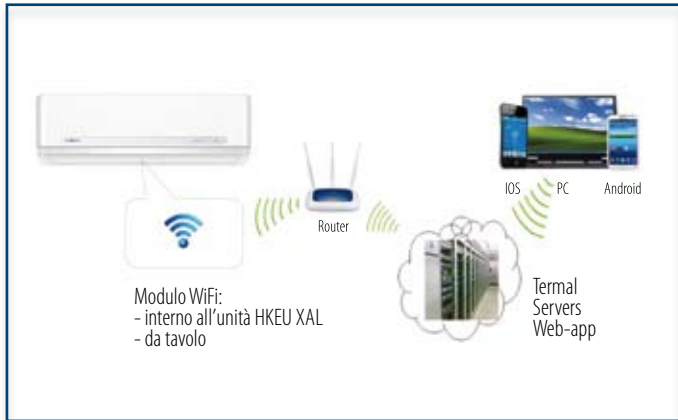 IOS PC Android
Router
Modulo WiFi:
- interno all'unità HKEU XAL
- da tavolo
Termal
Servers
Web-app